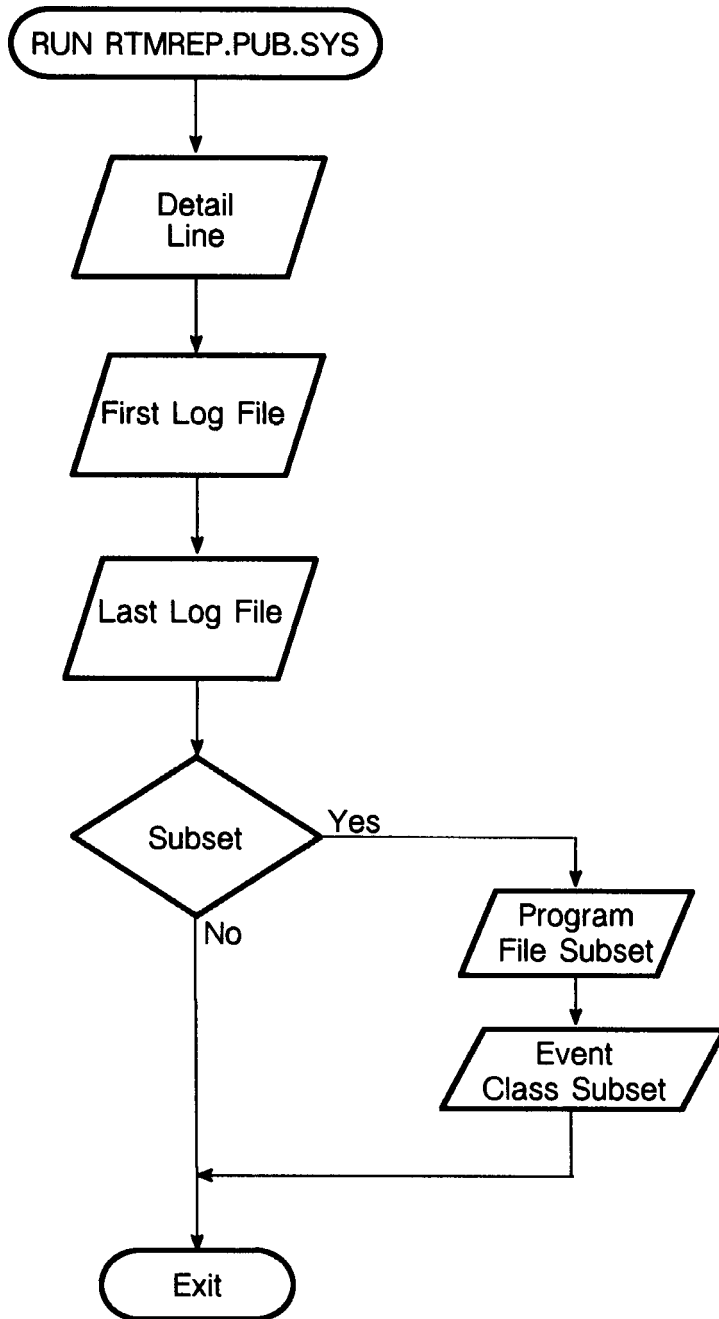 RUN RTMREP.PUB.SYS
Detail
Line
First Log File
Last Log File
Subset
Yes
No
Program
File Subset
Event
Class Subset
Exit